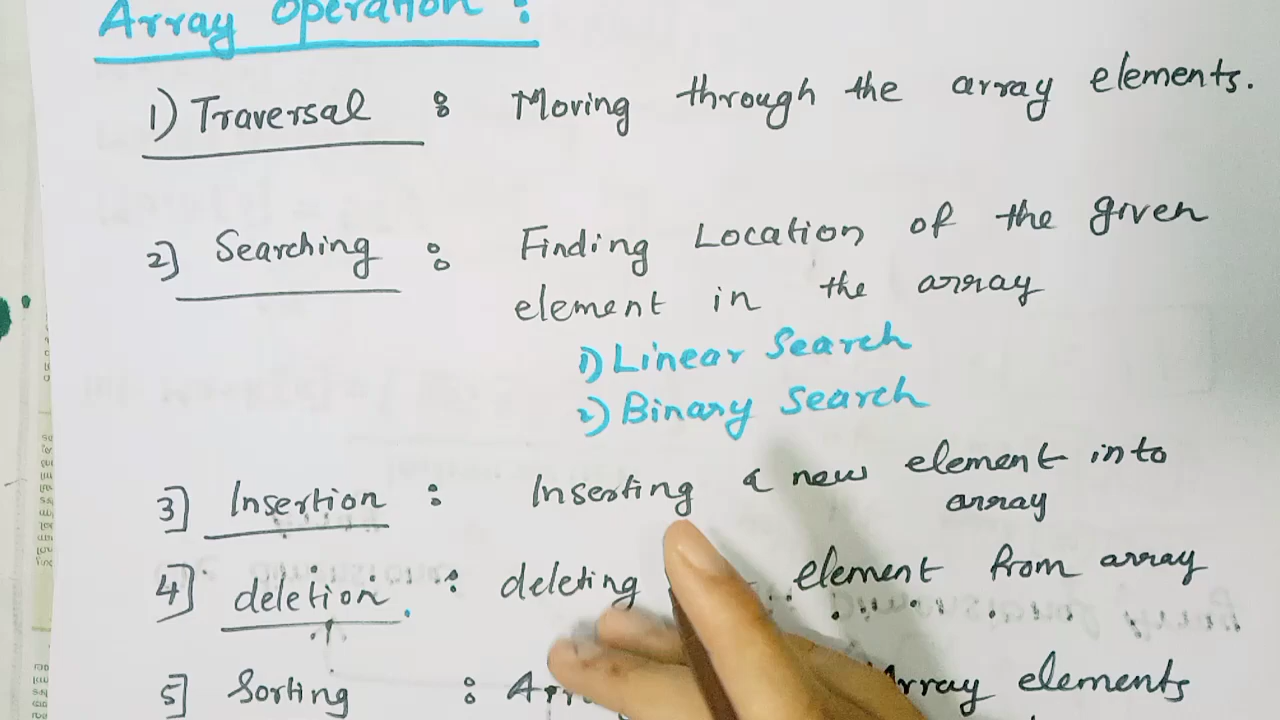 Array Operation :
1) Traversal : Moving through the array elements.
2] Searching : Finding Location of the given
element in the array
1) Linear Search
2) Binary Search
3] Insertion : Inserting a new element into
array
4] deletion : deleting element from array
5] Sorting : Array elements